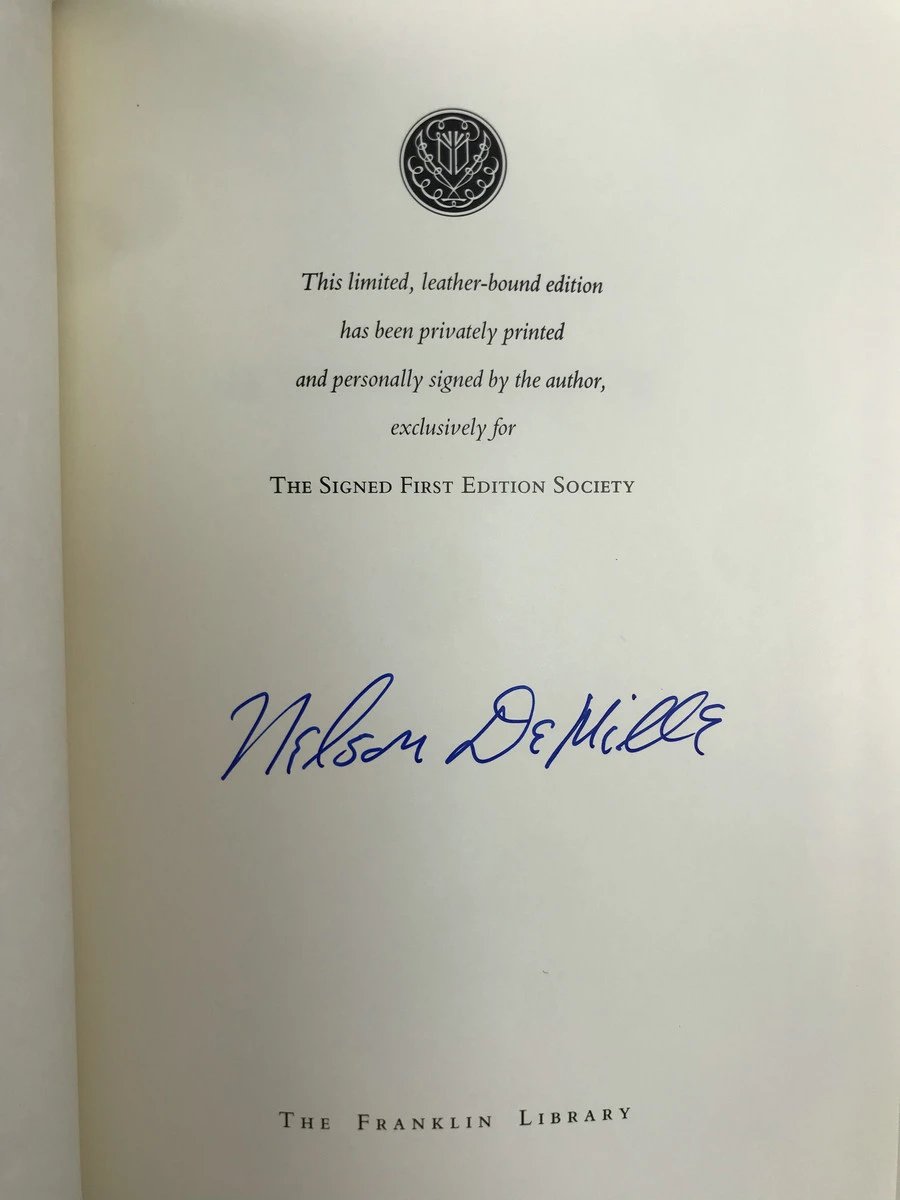 This limited, leather-bound edition
has been privately printed
and personally signed by the author,
exclusively for
THE SIGNED FIRST EDITION SOCIETY
Nelson DeMille
THE FRANKLIN LIBRARY